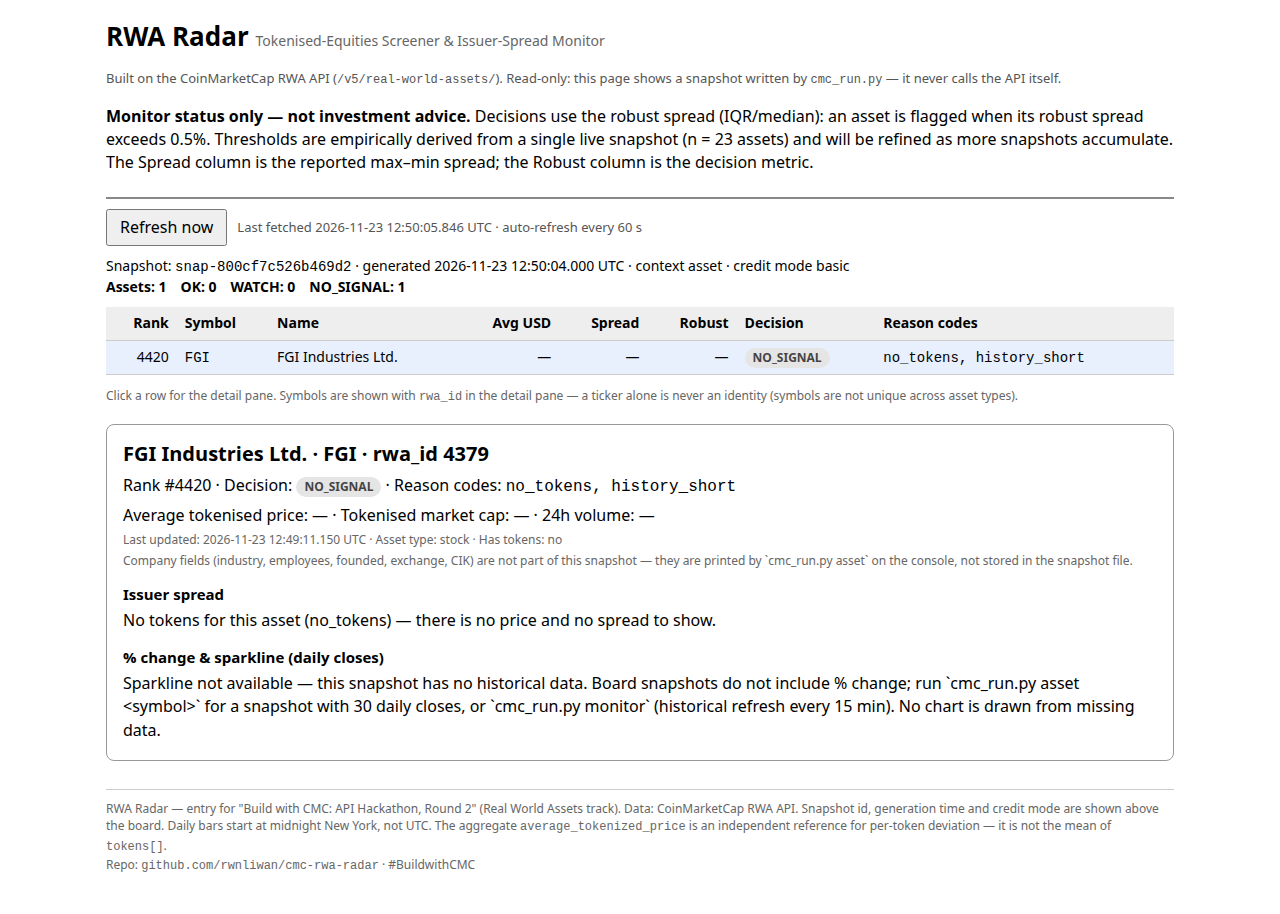 RWA Radar Tokenised-Equities Screener & Issuer-Spread Monitor
Built on the CoinMarketCap RWA API (/v5/real-world-assets/). Read-only: this page shows a snapshot written by cmc_run.py — it never calls the API itself.
Monitor status only — not investment advice. Decisions use the robust spread (IQR/median): an asset is flagged when its robust spread
exceeds 0.5%. Thresholds are empirically derived from a single live snapshot (n = 23 assets) and will be refined as more snapshots accumulate.
The Spread column is the reported max–min spread; the Robust column is the decision metric.
Refresh now Last fetched 2026-11-23 12:50:05.846 UTC · auto-refresh every 60 s
Snapshot: snap-800cf7c526b469d2 · generated 2026-11-23 12:50:04.000 UTC · context asset · credit mode basic
Assets: 1 OK: 0 WATCH: 0 NO_SIGNAL: 1
Rank Symbol Name Avg USD Spread Robust Decision Reason codes
4420 FGI FGI Industries Ltd. — — — NO_SIGNAL no_tokens, history_short
Click a row for the detail pane. Symbols are shown with rwa_id in the detail pane — a ticker alone is never an identity (symbols are not unique across asset types).
FGI Industries Ltd. · FGI · rwa_id 4379
Rank #4420 · Decision: NO_SIGNAL · Reason codes: no_tokens, history_short
Average tokenised price: — · Tokenised market cap: — · 24h volume: —
Last updated: 2026-11-23 12:49:11.150 UTC · Asset type: stock · Has tokens: no
Company fields (industry, employees, founded, exchange, CIK) are not part of this snapshot — they are printed by `cmc_run.py asset` on the console, not stored in the snapshot file.
Issuer spread
No tokens for this asset (no_tokens) — there is no price and no spread to show.
% change & sparkline (daily closes)
Sparkline not available — this snapshot has no historical data. Board snapshots do not include % change; run `cmc_run.py asset
<symbol>` for a snapshot with 30 daily closes, or `cmc_run.py monitor` (historical refresh every 15 min). No chart is drawn from missing
data.
RWA Radar — entry for "Build with CMC: API Hackathon, Round 2" (Real World Assets track). Data: CoinMarketCap RWA API. Snapshot id, generation time and credit mode are shown above
the board. Daily bars start at midnight New York, not UTC. The aggregate average_tokenized_price is an independent reference for per-token deviation — it is not the mean of
tokens[].
Repo: github.com/rwnliwan/cmc-rwa-radar · #BuildwithCMC